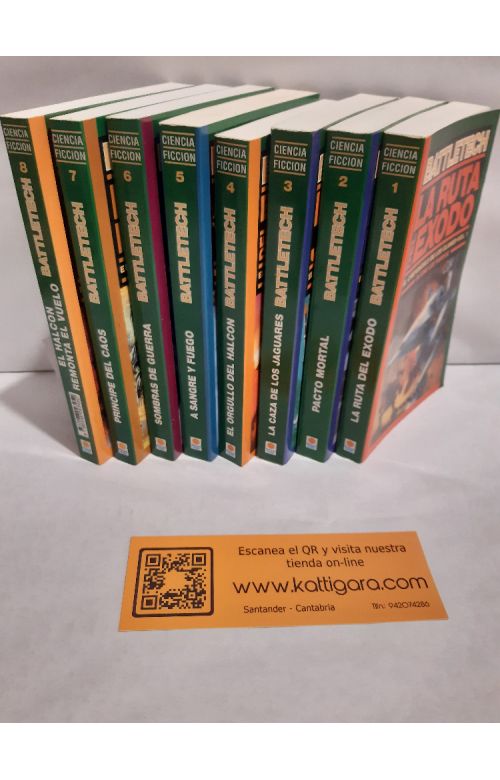 CIENCIA
FICCION
8
BATTLETECH
EL HALCON
REMONTA EL VUELO
CIENCIA
FICCION
7
BATTLETECH
PRINCIPE DEL CAOS
CIENCIA
FICCION
6
BATTLETECH
SOMBRAS DE GUERRA
CIENCIA
FICCION
5
BATTLETECH
A SANGRE Y FUEGO
CIENCIA
FICCION
4
BATTLETECH
EL ORGULLO DEL HALCON
CIENCIA
FICCION
3
BATTLETECH
LA CAZA DE LOS JAGUARES
CIENCIA
FICCION
2
BATTLETECH
PACTO MORTAL
CIENCIA
FICCION
1
BATTLETECH
LA RUTA DEL EXODO
BATTLETECH
LA RUTA
EXODO
Escanea el QR y visita nuestra
tienda on-line
www.kattigara.com
Santander - Cantabria
Tlfn: 942074286